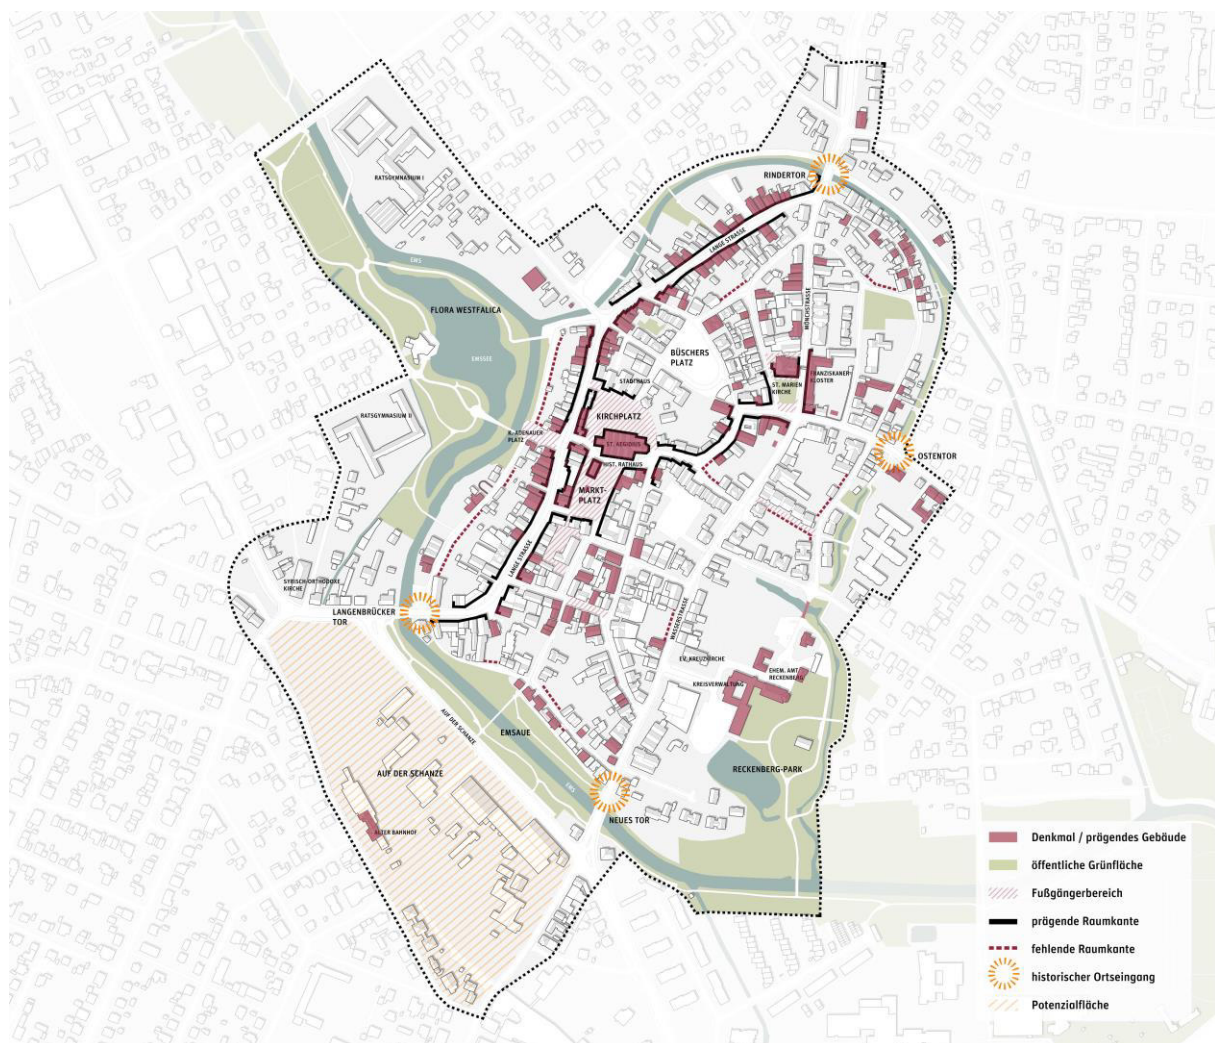 RINDERTOR
RATSGYMNASIUM I
LANGE STRASSE
EMS
MÖNCHSTRASSE
FLORA WESTFALICA
EMSSEE
BÜSCHERS
PLATZ
STADTHAUS
ST. MARIEN
KIRCHE
FRANZISKANER-
KLOSTER
RATSGYMNASIUM II
KIRCHPLATZ
K.-ADENAUER-
PLATZ
ST. AEGIDIUS
HIST. RATHAUS
OSTENTOR
MARKT-
PLATZ
LANGE STRASSE
SYRISCH-ORTHODOXE
KIRCHE
LANGENBRÜCKER
TOR
WASSERSTRASSE
EV. KREUZKIRCHE
EHEM. AMT
RECKENBERG
KREISVERWALTUNG
AUF DER SCHANZE
EMSAUE
AUF DER SCHANZE
RECKENBERG-PARK
EMS
NEUES TOR
ALTER BAHNHOF
Denkmal / prägendes Gebäude
öffentliche Grünfläche
Fußgängerbereich
prägende Raumkante
fehlende Raumkante
historischer Ortseingang
Potenzialfläche